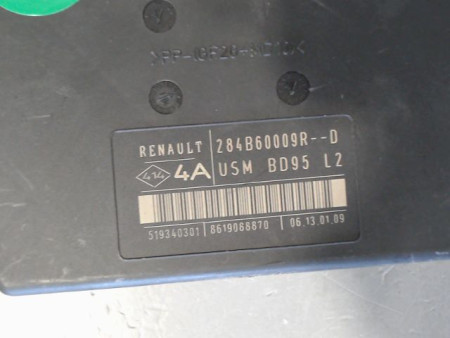 RENAULT 284B60009R--D
4A USM BD95 L2
519340301 8619088870 06.13.01.09